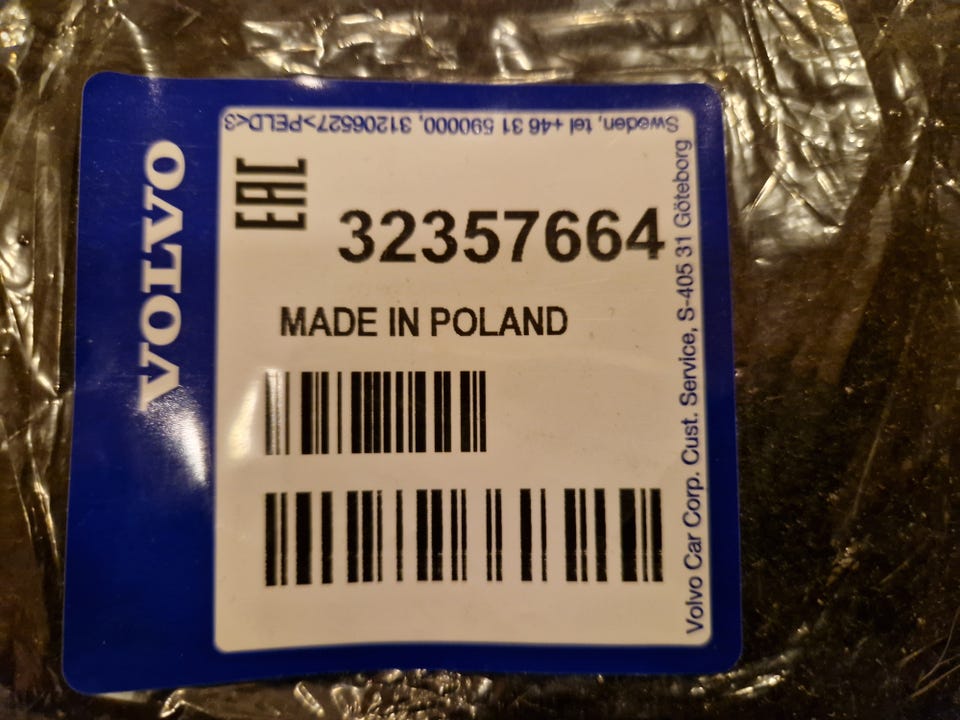 VOLVO
EAC
32357664
MADE IN POLAND
Volvo Car Corp. Cust. Service, S-405 31 Göteborg
Sweden, tel +46 31 590000, 31206527>PELD<3